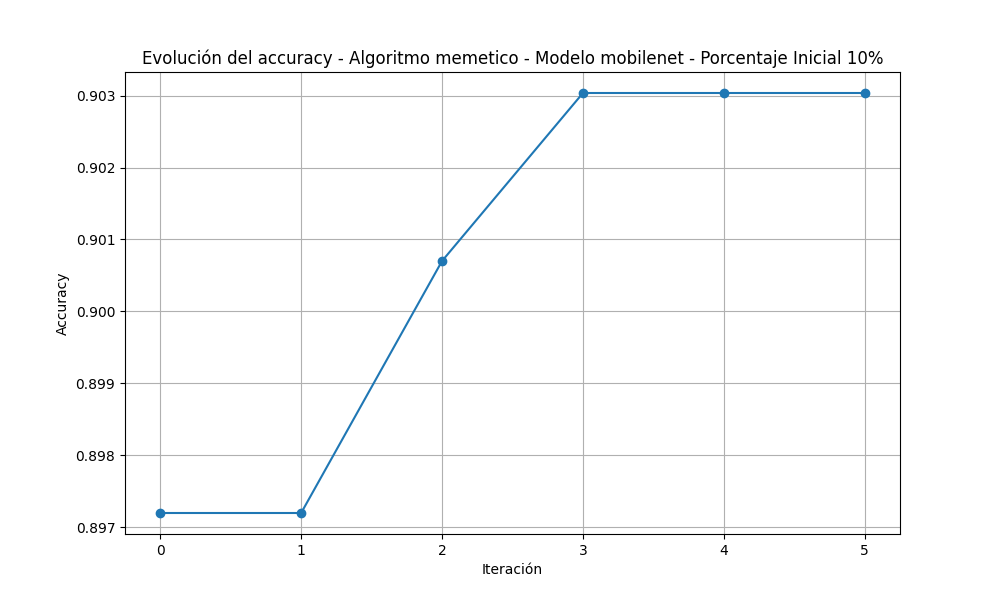 Evolución del accuracy - Algoritmo memetico - Modelo mobilenet - Porcentaje Inicial 10%
0.903
0.902
0.901
0.900
0.899
0.898
0.897
Accuracy
0 1 2 3 4 5
Iteración